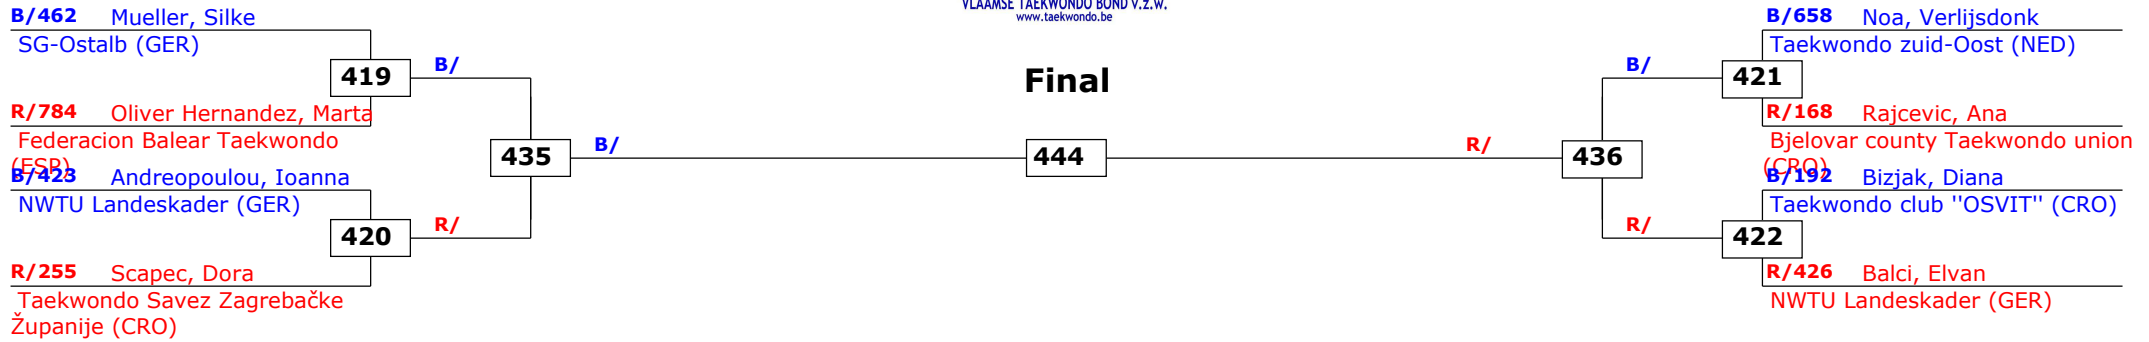 VLAAMSE TAEKWONDO BOND v.z.w.
www.taekwondo.be
B/462 Mueller, Silke
SG-Ostalb (GER)
419
B/
R/784 Oliver Hernandez, Marta
Federacion Balear Taekwondo
(ESP)
435
B/
B/423 Andreopoulou, Ioanna
NWTU Landeskader (GER)
420
R/
R/255 Scapec, Dora
Taekwondo Savez Zagrebačke
Županije (CRO)
Final
444
B/658 Noa, Verlijsdonk
Taekwondo zuid-Oost (NED)
B/
421
R/168 Rajcevic, Ana
Bjelovar county Taekwondo union
(CRO)
R/
436
B/192 Bizjak, Diana
Taekwondo club "OSVIT" (CRO)
R/
422
R/426 Balci, Elvan
NWTU Landeskader (GER)